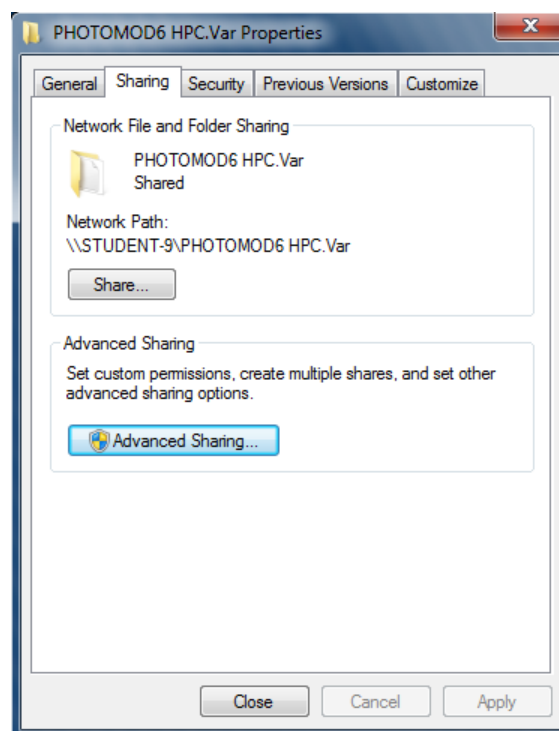 PHOTOMOD6 HPC.Var Properties
General Sharing Security Previous Versions Customize
Network File and Folder Sharing
PHOTOMOD6 HPC.Var
Shared
Network Path:
\\STUDENT-9\PHOTOMOD6 HPC.Var
Share...
Advanced Sharing
Set custom permissions, create multiple shares, and set other
advanced sharing options.
Advanced Sharing...
Close Cancel Apply